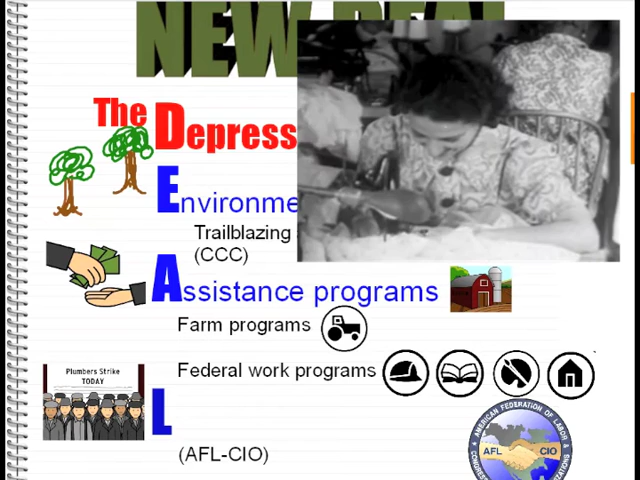 NEW DEAL
The Depress
Environme
Trailblazing
(CCC)
Assistance programs
Farm programs
Federal work programs
Plumbers Strike
TODAY
L
(AFL-CIO)
AMERICAN FEDERATION OF LABOR &
AFL CIO